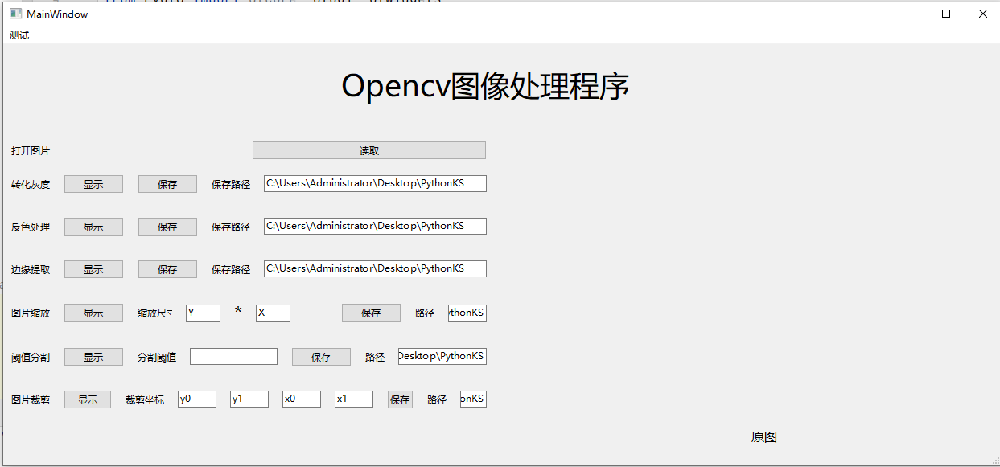 MainWindow
测试
Opencv图像处理程序
打开图片 读取
转化灰度 显示 保存 保存路径 C:\Users\Administrator\Desktop\PythonKS
反色处理 显示 保存 保存路径 C:\Users\Administrator\Desktop\PythonKS
边缘提取 显示 保存 保存路径 C:\Users\Administrator\Desktop\PythonKS
图片缩放 显示 缩放尺寸 Y * X 保存 路径 ythonKS
阈值分割 显示 分割阈值 保存 路径 Desktop\PythonKS
图片裁剪 显示 裁剪坐标 y0 y1 x0 x1 保存 路径 onKS
原图